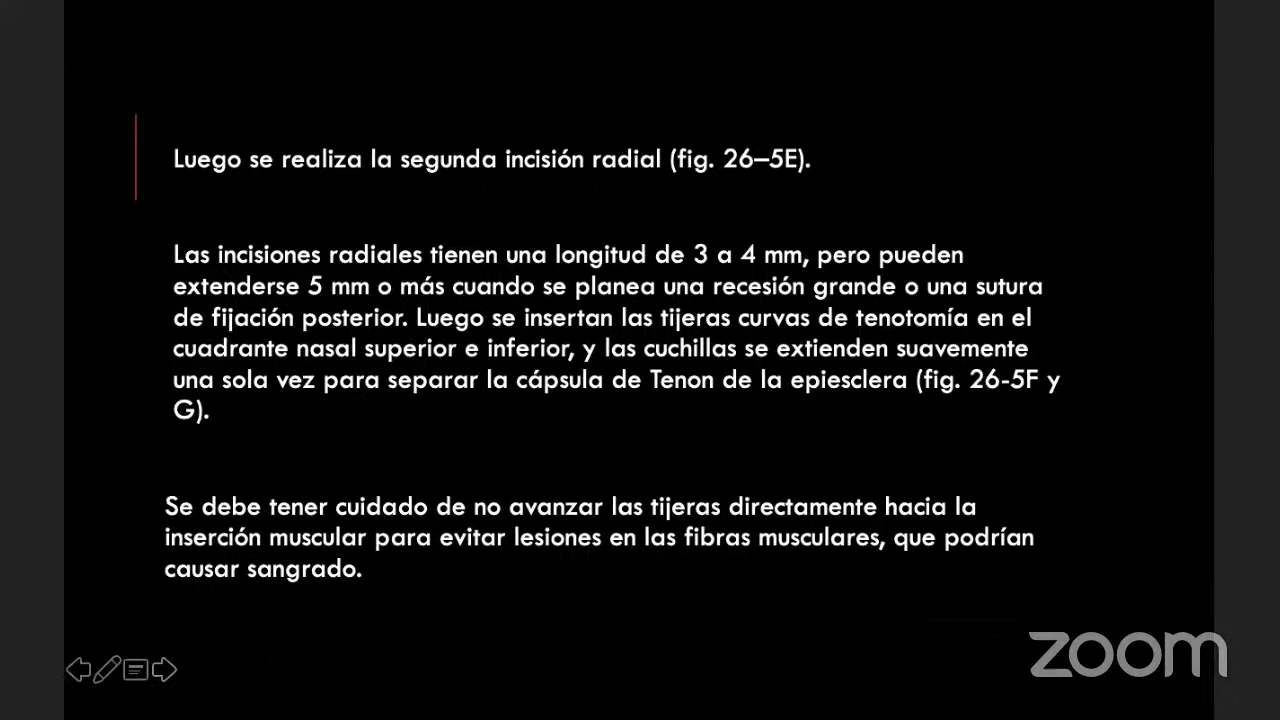 Luego se realiza la segunda incisión radial (fig. 26–5E).
Las incisiones radiales tienen una longitud de 3 a 4 mm, pero pueden
extenderse 5 mm o más cuando se planea una recesión grande o una sutura
de fijación posterior. Luego se insertan las tijeras curvas de tenotomía en el
cuadrante nasal superior e inferior, y las cuchillas se extienden suavemente
una sola vez para separar la cápsula de Tenon de la epiesclera (fig. 26-5F y
G).
Se debe tener cuidado de no avanzar las tijeras directamente hacia la
inserción muscular para evitar lesiones en las fibras musculares, que podrían
causar sangrado.
zoom